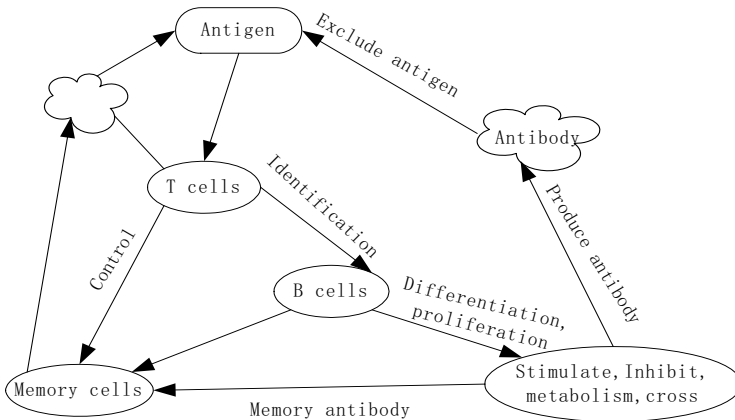 Antigen
Exclude antigen
Antibody
T cells
Identification
Produce antibody
Control
B cells
Differentiation,
proliferation
Stimulate,Inhibit,
metabolism,cross
Memory cells
Memory antibody